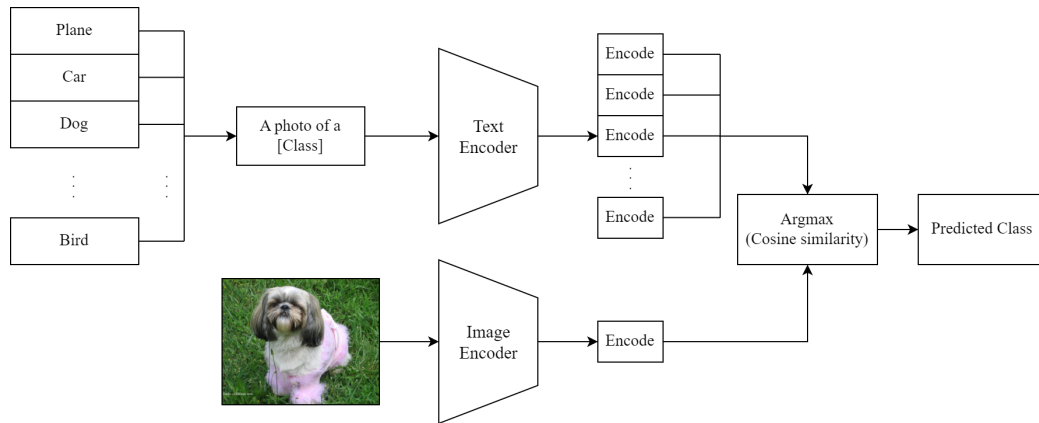 Plane
Car
Dog
Bird
A photo of a
[Class]
Text
Encoder
Encode
Encode
Encode
Encode
Image
Encoder
Encode
Argmax
(Cosine similarity)
Predicted Class